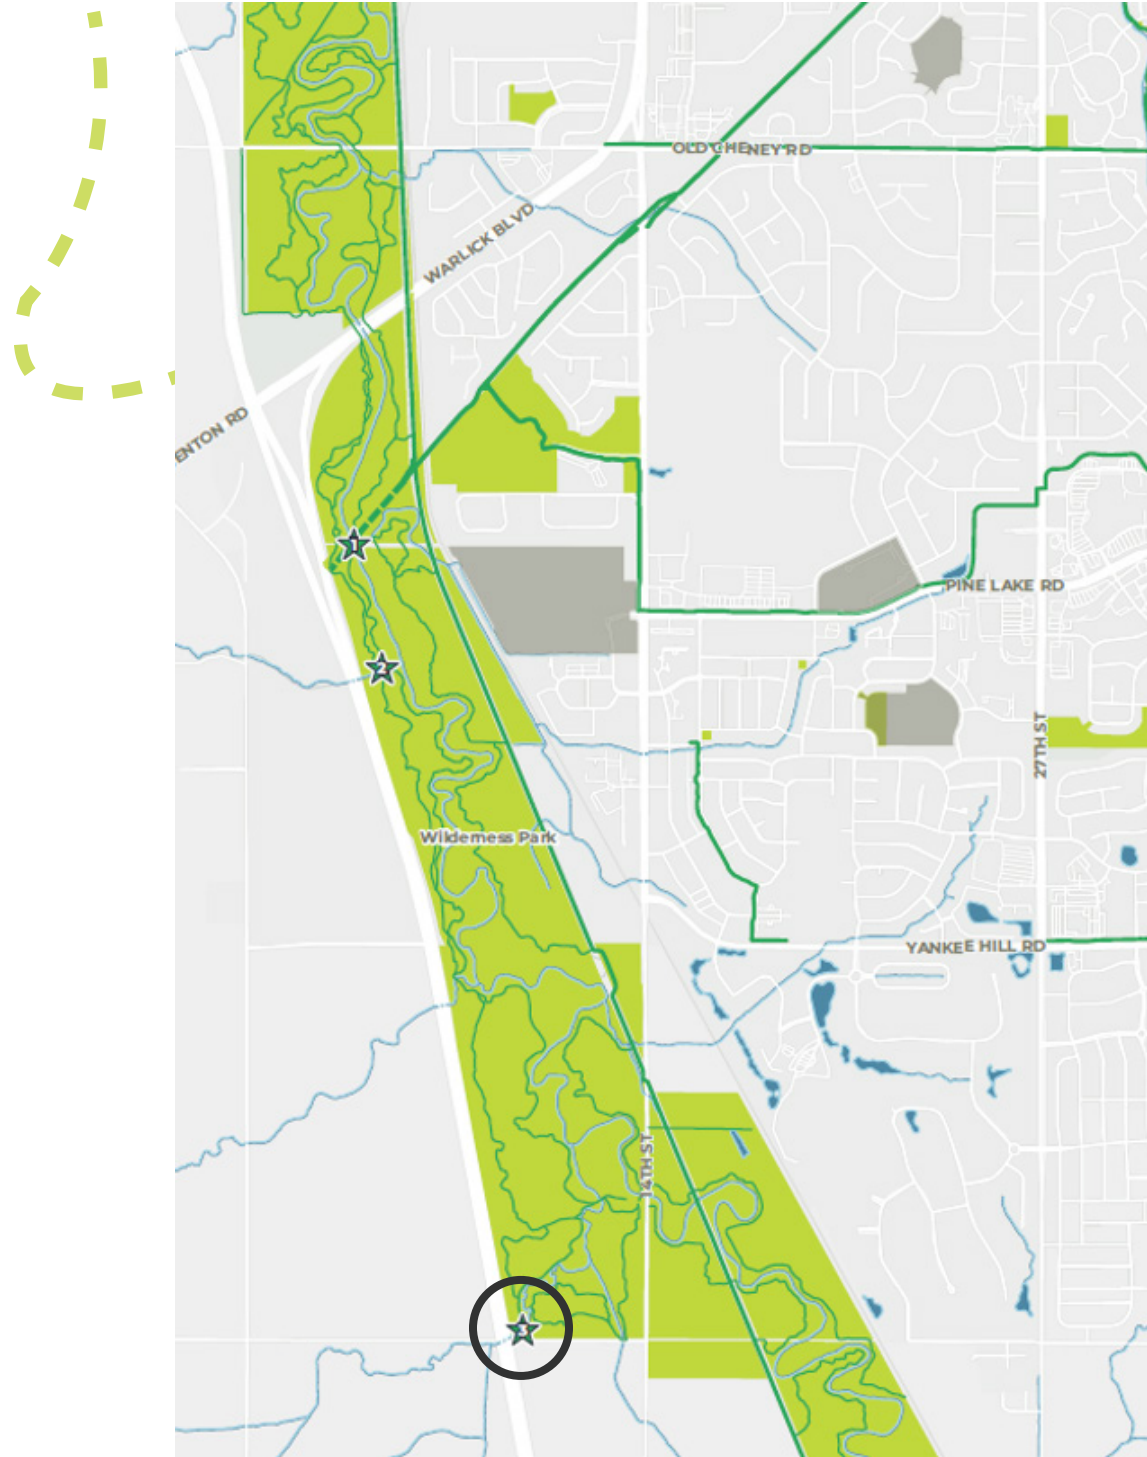 OLD CHENEY RD
WARLICK BLVD
ENTON RD
1
PINE LAKE RD
2
27TH ST
Wilderness Park
YANKEE HILL RD
14TH ST
3